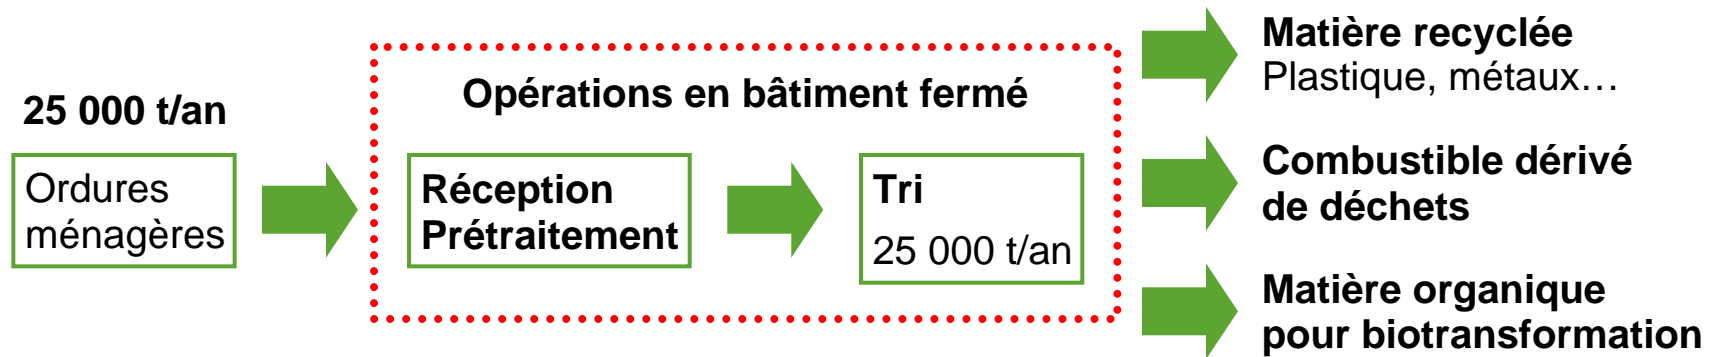 25 000 t/an
Ordures
ménagères
Opérations en bâtiment fermé
Réception
Prétraitement
Tri
25 000 t/an
Matière recyclée
Plastique, métaux…
Combustible dérivé
de déchets
Matière organique
pour biotransformation